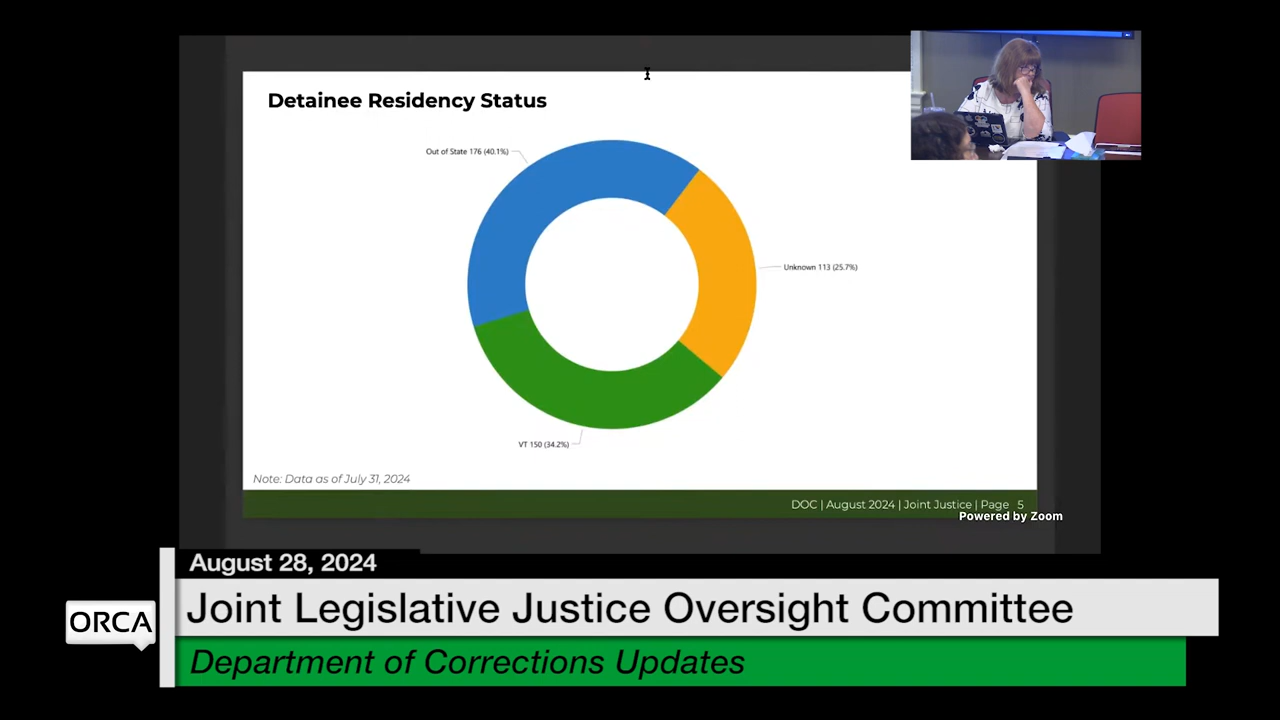 Detainee Residency Status
Out of State 176 (40.1%)
Unknown 113 (25.7%)
VT 150 (34.2%)
Note: Data as of July 31, 2024
DOC | August 2024 | Joint Justice | Page 5
Powered by Zoom
August 28, 2024
ORCA
Joint Legislative Justice Oversight Committee
Department of Corrections Updates